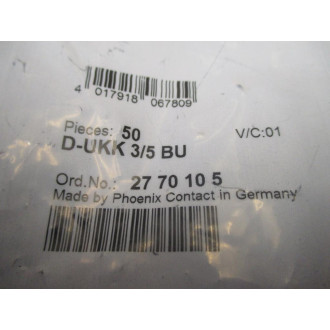 4 017918 067809
Pieces: 50 V/C:01
D-UKK 3/5 BU
Ord.No.: 27 70 10 5
Made by Phoenix Contact in Germany